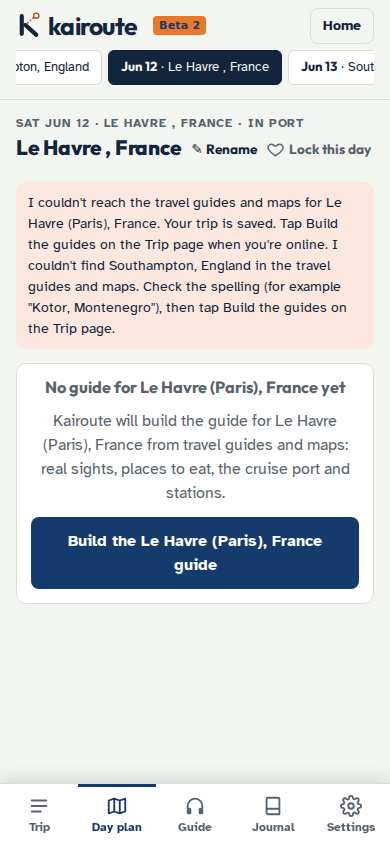 kairoute Beta 2 Home
oton, England Jun 12 · Le Havre , France Jun 13 · Sout
SAT JUN 12 · LE HAVRE , FRANCE · IN PORT
Le Havre , France ✎ Rename Lock this day
I couldn't reach the travel guides and maps for Le
Havre (Paris), France. Your trip is saved. Tap Build
the guides on the Trip page when you're online. I
couldn't find Southampton, England in the travel
guides and maps. Check the spelling (for example
"Kotor, Montenegro"), then tap Build the guides on
the Trip page.
No guide for Le Havre (Paris), France yet
Kairoute will build the guide for Le Havre
(Paris), France from travel guides and maps:
real sights, places to eat, the cruise port and
stations.
Build the Le Havre (Paris), France
guide
Trip Day plan Guide Journal Settings